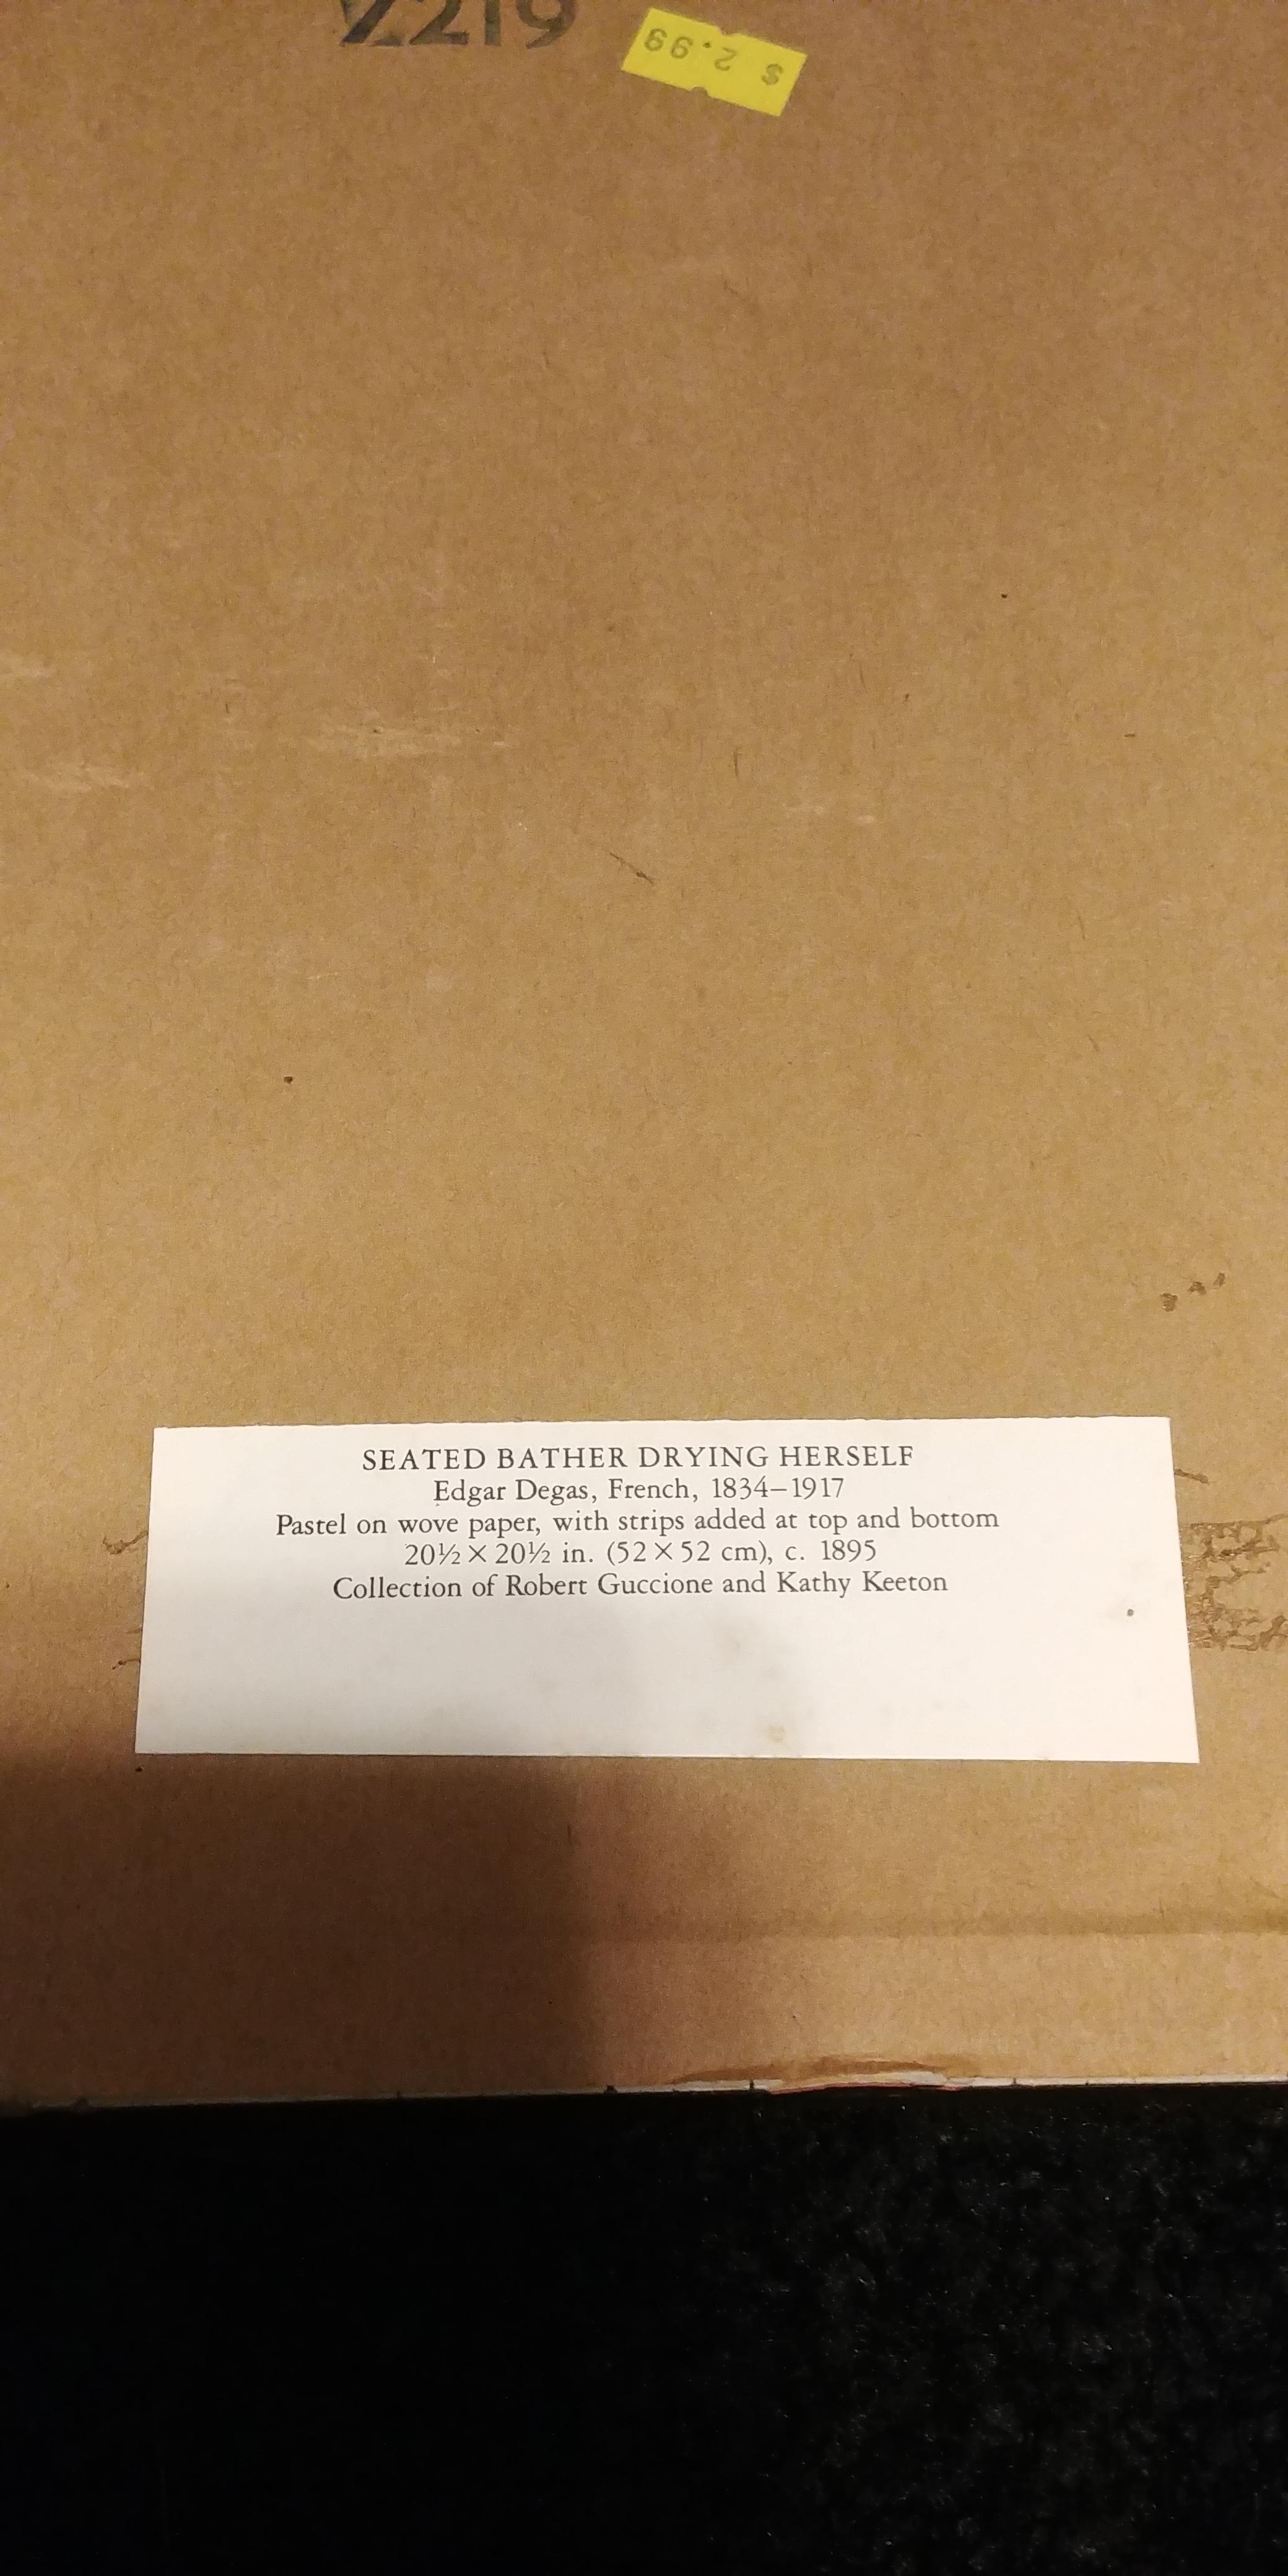 Z219
$ 2.99
SEATED BATHER DRYING HERSELF
Edgar Degas, French, 1834–1917
Pastel on wove paper, with strips added at top and bottom
20½ × 20½ in. (52 × 52 cm), c. 1895
Collection of Robert Guccione and Kathy Keeton